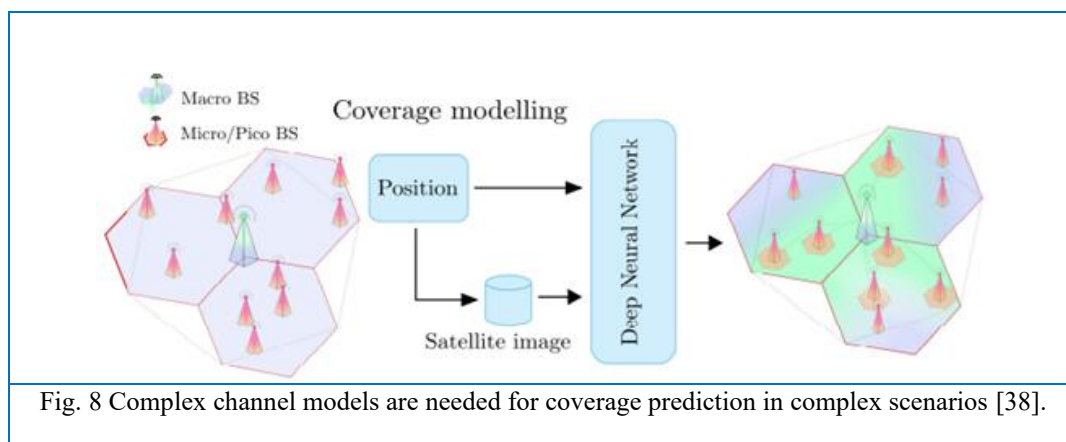 Macro BS
Micro/Pico BS
Coverage modelling
Position
Satellite image
Deep Neural Network
Fig. 8 Complex channel models are needed for coverage prediction in complex scenarios [38].